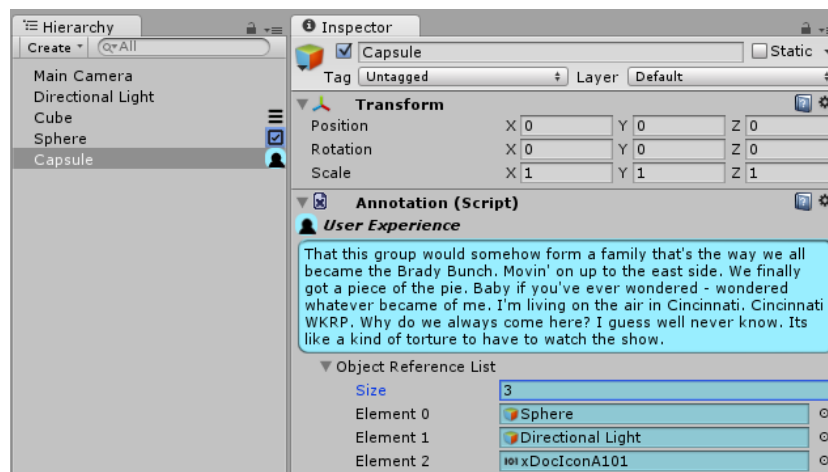 Hierarchy
Create
All
Main Camera
Directional Light
Cube
Sphere
Capsule
Inspector
Capsule
Static
Tag Untagged Layer Default
Transform
Position X 0 Y 0 Z 0
Rotation X 0 Y 0 Z 0
Scale X 1 Y 1 Z 1
Annotation (Script)
User Experience
That this group would somehow form a family that's the way we all
became the Brady Bunch. Movin' on up to the east side. We finally
got a piece of the pie. Baby if you've ever wondered - wondered
whatever became of me. I'm living on the air in Cincinnati. Cincinnati
WKRP. Why do we always come here? I guess well never know. Its
like a kind of torture to have to watch the show.
Object Reference List
Size 3
Element 0 Sphere
Element 1 Directional Light
Element 2 xDocIconA101